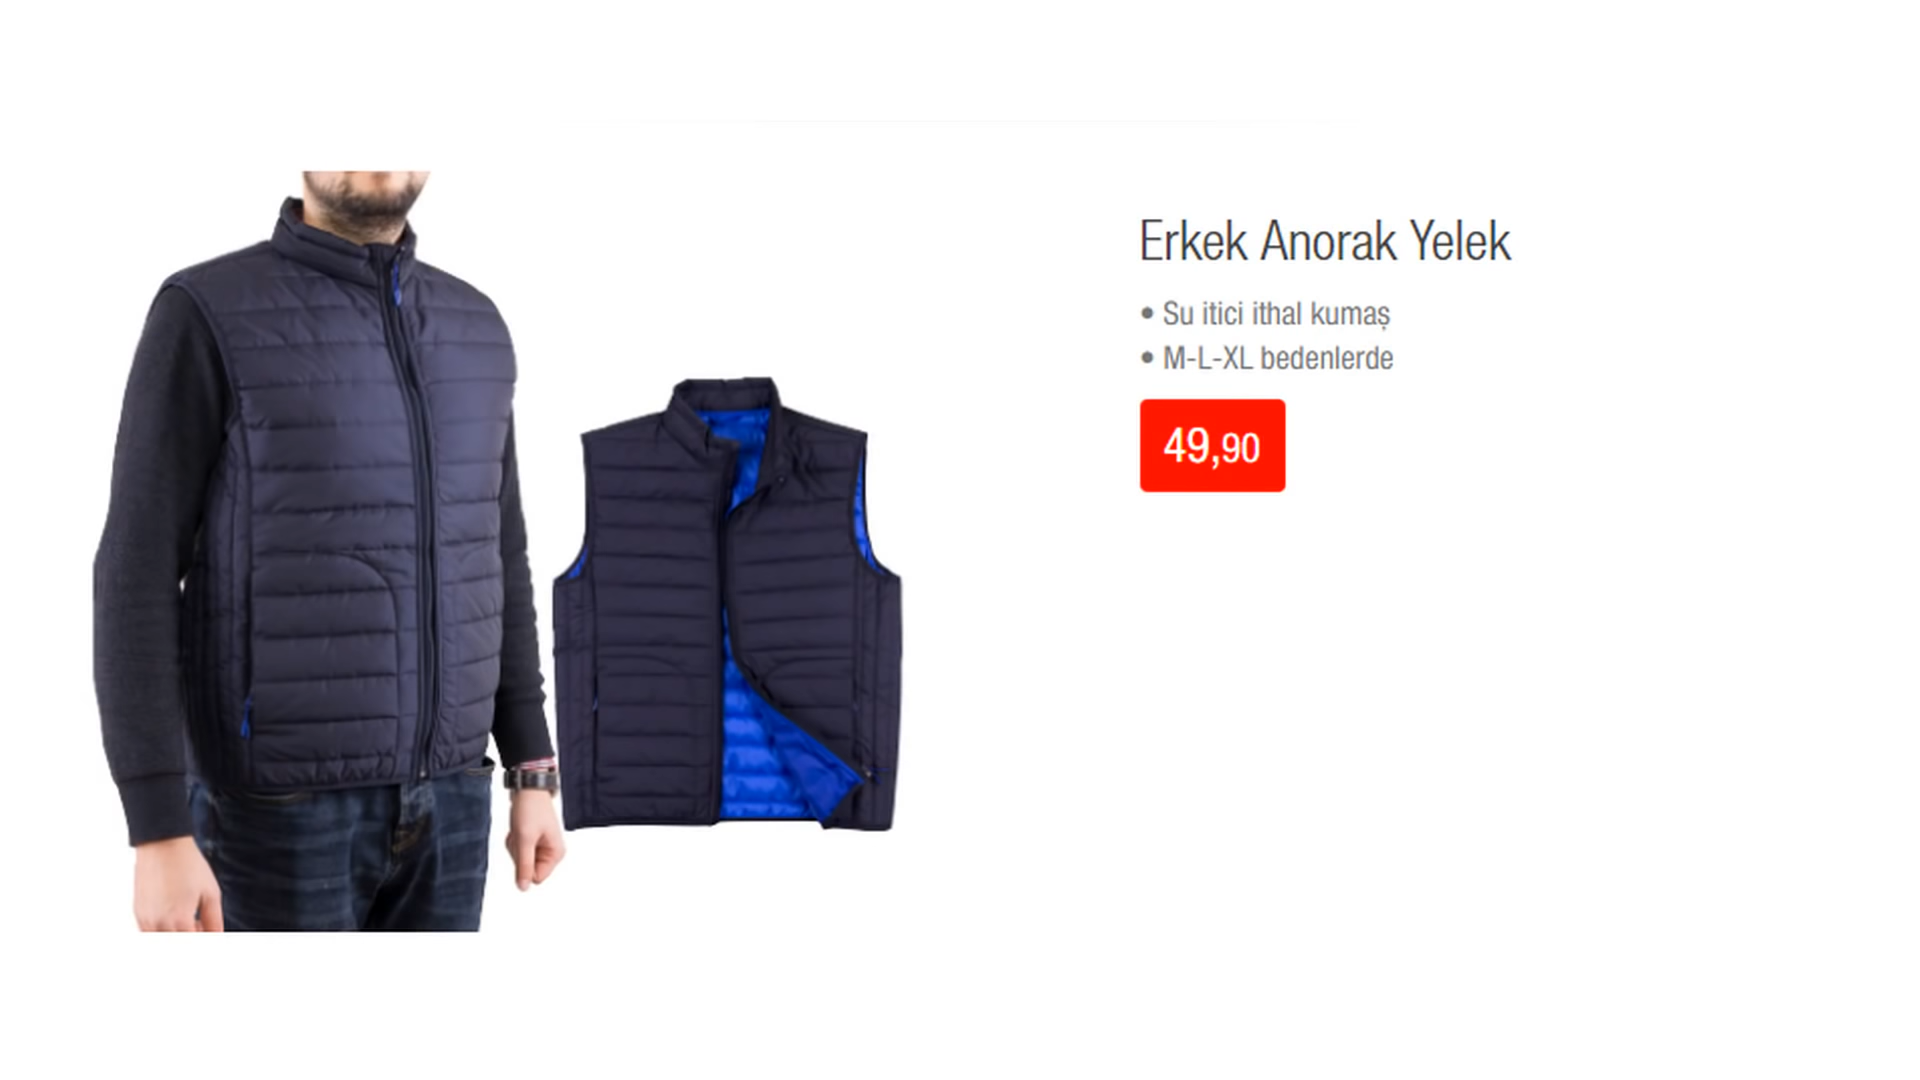 Erkek Anorak Yelek
• Su itici ithal kumaş
• M-L-XL bedenlerde
49,90